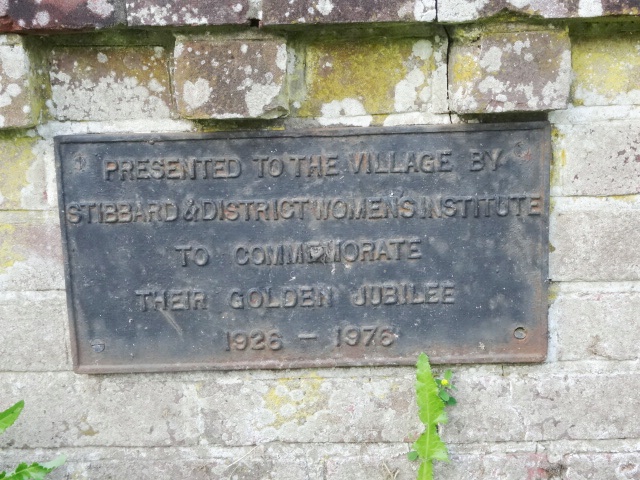 PRESENTED TO THE VILLAGE BY
STIBBARD & DISTRICT WOMENS INSTITUTE
TO COMMEMORATE
THEIR GOLDEN JUBILEE
1926 – 1976